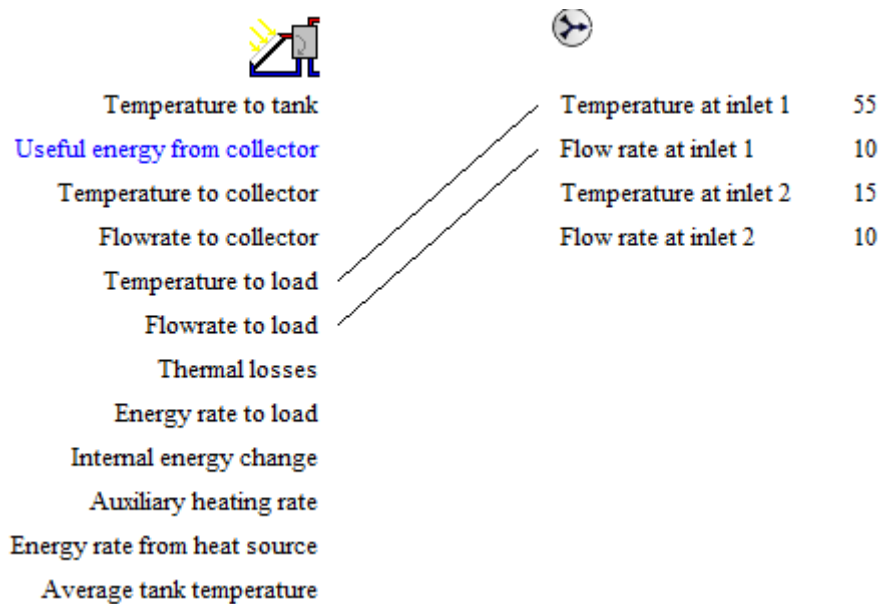 Temperature to tank Temperature at inlet 1 55
Useful energy from collector Flow rate at inlet 1 10
Temperature to collector Temperature at inlet 2 15
Flowrate to collector Flow rate at inlet 2 10
Temperature to load
Flowrate to load
Thermal losses
Energy rate to load
Internal energy change
Auxiliary heating rate
Energy rate from heat source
Average tank temperature